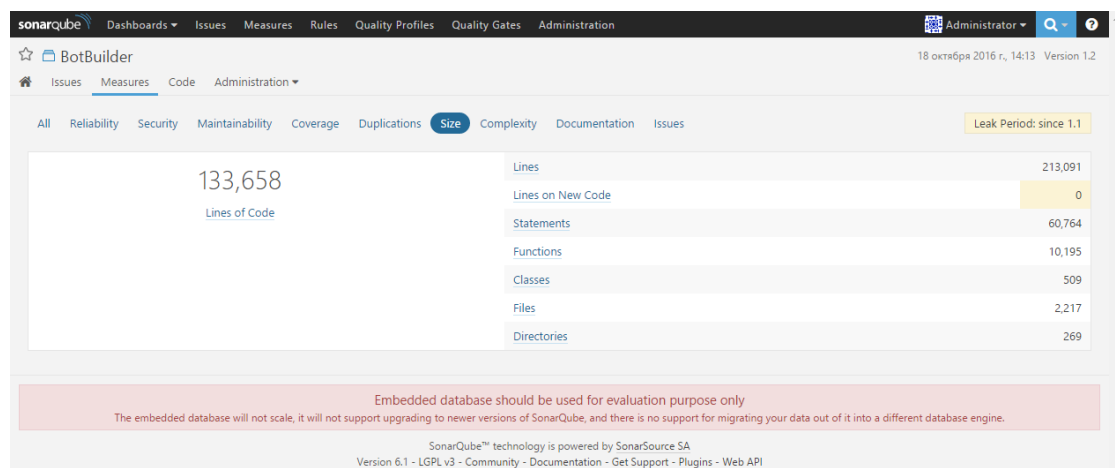 sonarqube Dashboards Issues Measures Rules Quality Profiles Quality Gates Administration Administrator
BotBuilder 18 октября 2016 г., 14:13 Version 1.2
Issues Measures Code Administration
All Reliability Security Maintainability Coverage Duplications Size Complexity Documentation Issues Leak Period: since 1.1
133,658
Lines of Code
Lines 213,091
Lines on New Code 0
Statements 60,764
Functions 10,195
Classes 509
Files 2,217
Directories 269
Embedded database should be used for evaluation purpose only
The embedded database will not scale, it will not support upgrading to newer versions of SonarQube, and there is no support for migrating your data out of it into a different database engine.
SonarQube™ technology is powered by SonarSource SA
Version 6.1 - LGPL v3 - Community - Documentation - Get Support - Plugins - Web API